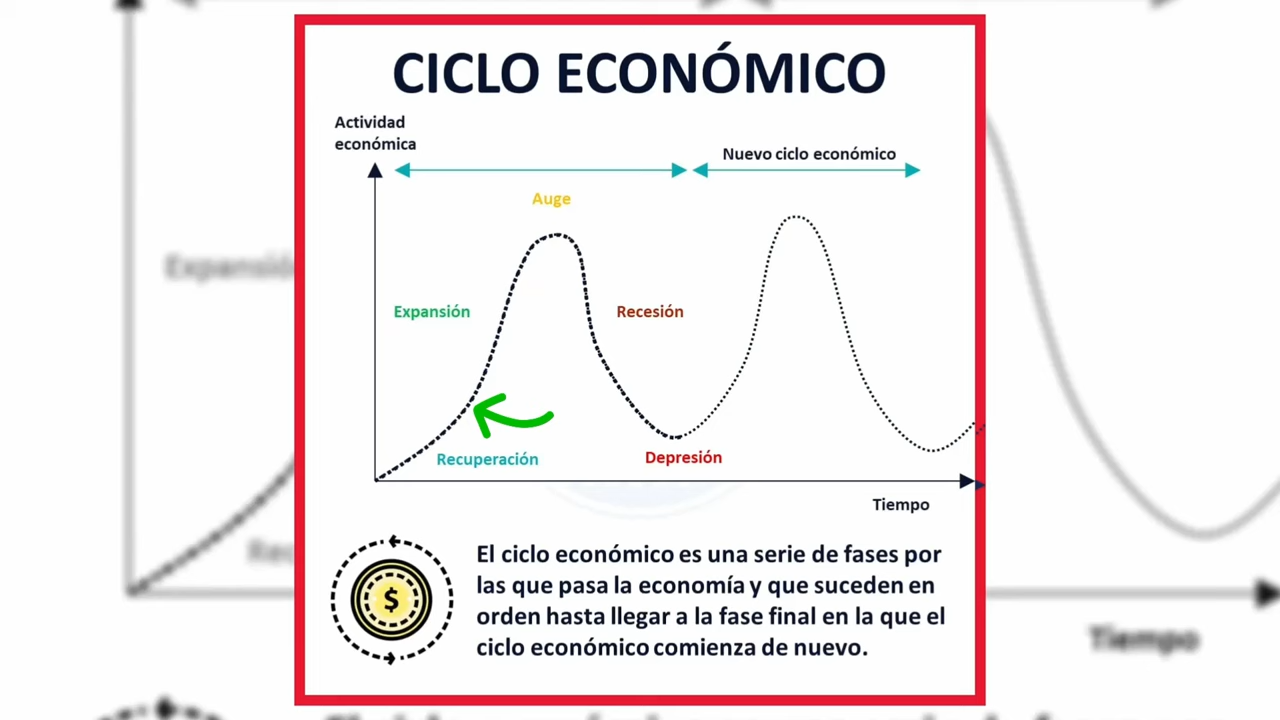 CICLO ECONÓMICO
Actividad
económica
Nuevo ciclo económico
Auge
Expansión
Recesión
Recuperación
Depresión
Tiempo
$
El ciclo económico es una serie de fases por
las que pasa la economía y que suceden en
orden hasta llegar a la fase final en la que el
ciclo económico comienza de nuevo.
Expansió
Rec
Tiempo